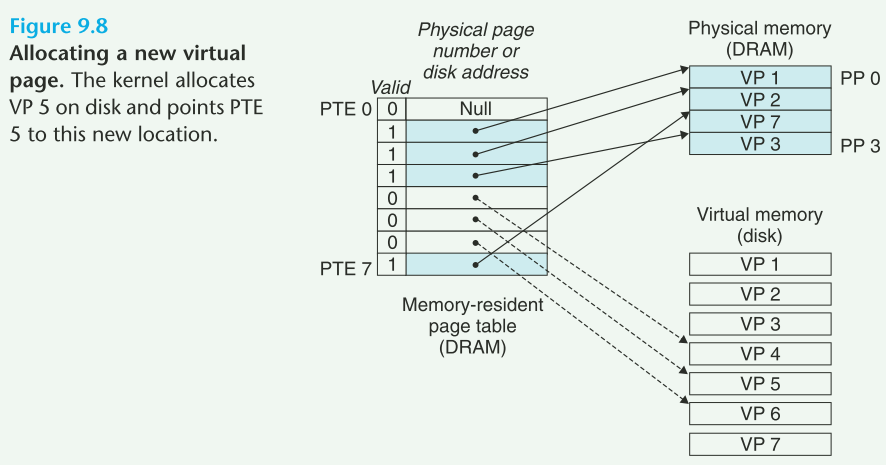 Figure 9.8
Allocating a new virtual
page. The kernel allocates
VP 5 on disk and points PTE
5 to this new location.
Physical page
number or
disk address
Valid
PTE 0 0 Null
1
1
1
0
0
0
PTE 7 1
Memory-resident
page table
(DRAM)
Physical memory
(DRAM)
VP 1 PP 0
VP 2
VP 7
VP 3 PP 3
Virtual memory
(disk)
VP 1
VP 2
VP 3
VP 4
VP 5
VP 6
VP 7